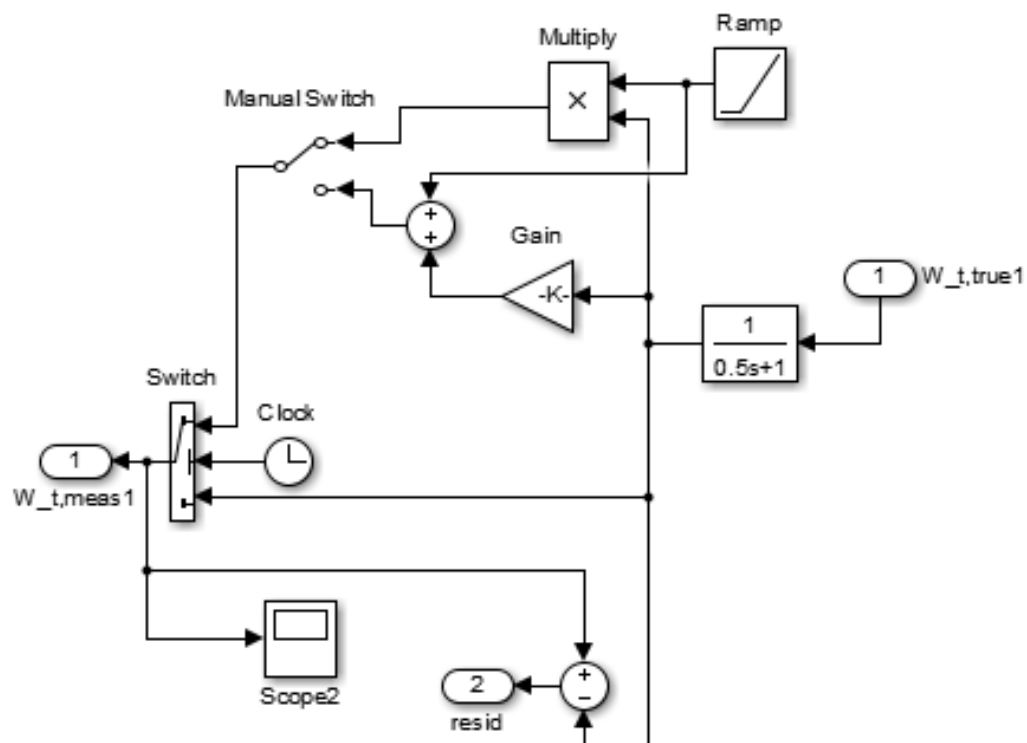 Ramp
Multiply
×
Manual Switch
+
+
Gain
-K-
1
W_t,true1
1
0.5s+1
Switch
Clock
1
W_t,meas1
Scope2
+
−
2
resid